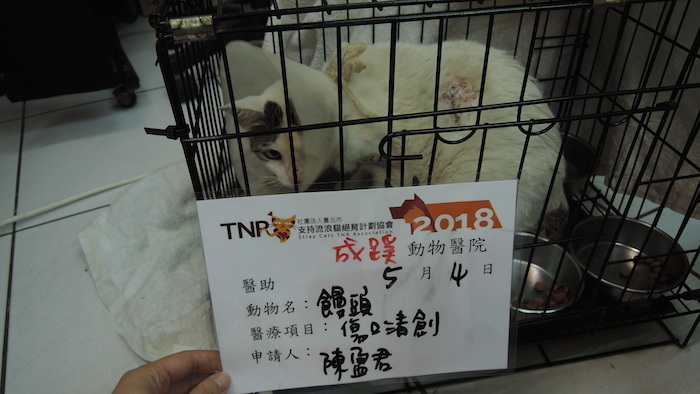 TNR 社團法人臺北市
支持流浪貓絕育計劃協會
Stray Cats TNR Association
2018
成蹊 動物醫院
醫助 5 月 4 日
動物名：饅頭
醫療項目：傷口清創
申請人：陳盈君